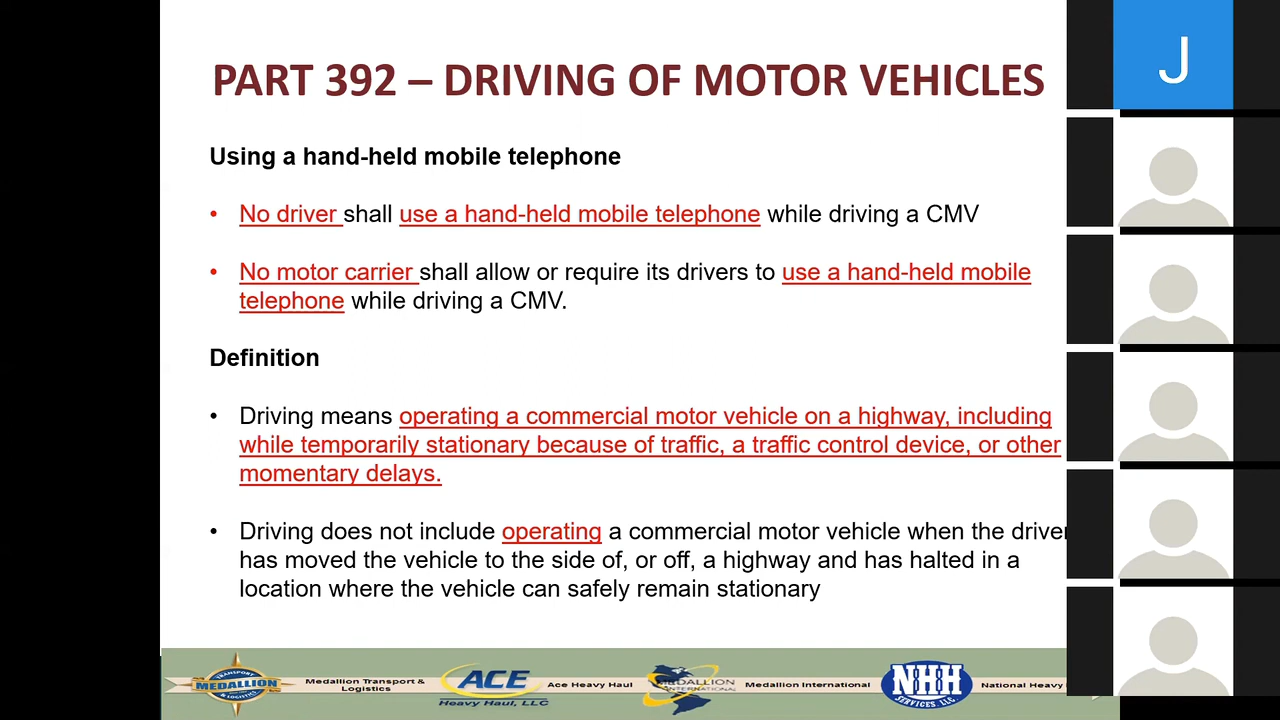 PART 392 – DRIVING OF MOTOR VEHICLES
Using a hand-held mobile telephone
• No driver shall use a hand-held mobile telephone while driving a CMV
• No motor carrier shall allow or require its drivers to use a hand-held mobile
telephone while driving a CMV.
Definition
• Driving means operating a commercial motor vehicle on a highway, including
while temporarily stationary because of traffic, a traffic control device, or other
momentary delays.
• Driving does not include operating a commercial motor vehicle when the driver
has moved the vehicle to the side of, or off, a highway and has halted in a
location where the vehicle can safely remain stationary
TRANSPORT
MEDALLION
& LOGISTICS
Medallion Transport &
Logistics
ACE
Heavy Haul, LLC
Ace Heavy Haul
MEDALLION
INTERNATIONAL
Medallion International
NHH
SERVICES, LLC
National Heavy
J